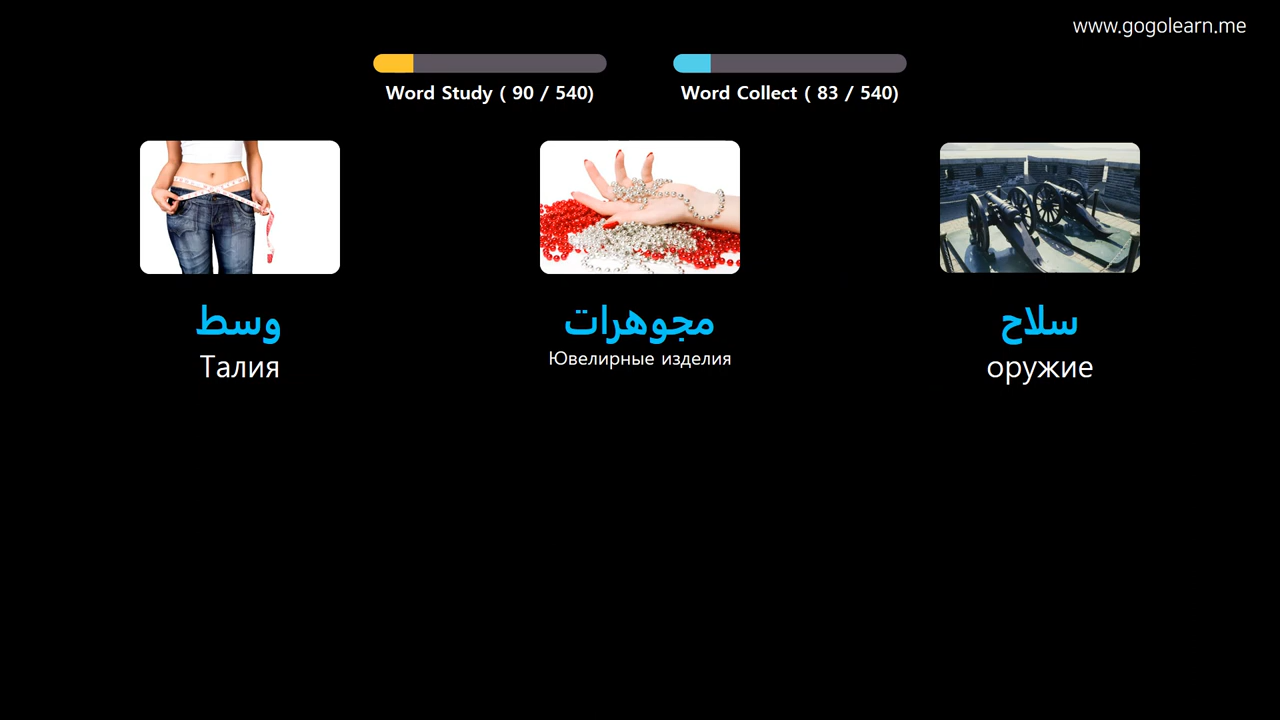 www.gogolearn.me
Word Study ( 90 / 540)
Word Collect ( 83 / 540)
وسط
Талия
مجوهرات
Ювелирные изделия
سلاح
оружие